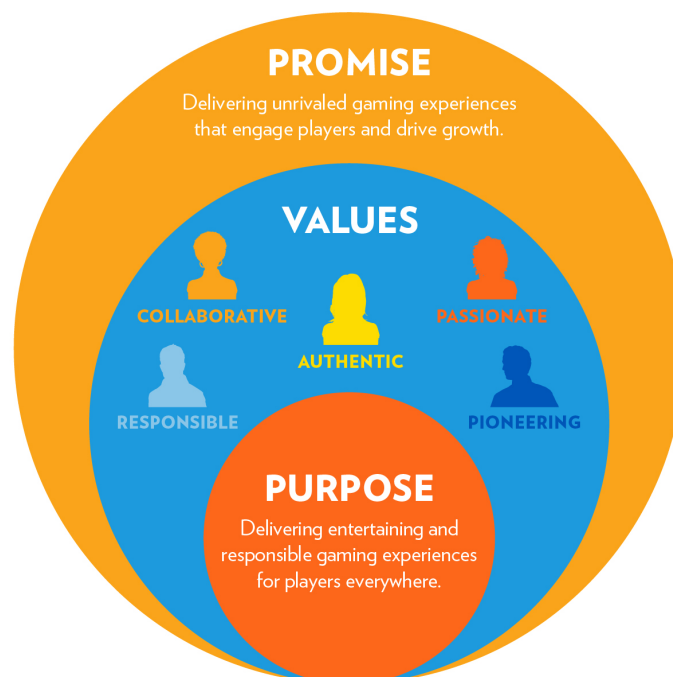 PROMISE
Delivering unrivaled gaming experiences
that engage players and drive growth.
VALUES
COLLABORATIVE
PASSIONATE
AUTHENTIC
RESPONSIBLE
PIONEERING
PURPOSE
Delivering entertaining and
responsible gaming experiences
for players everywhere.